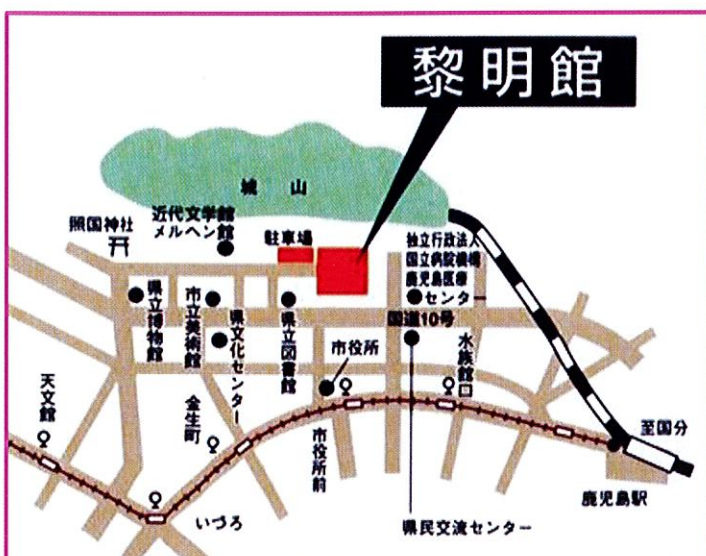 黎明館
城山
照国神社
近代文学館
メルヘン館
駐車場
独立行政法人
国立病院機構
鹿児島医療
センター
国道10号
県立博物館
市立美術館
県文化センター
県立図書館
市役所
水族館口
天文館
金生町
市役所前
いづろ
至国分
鹿児島駅
県民交流センター